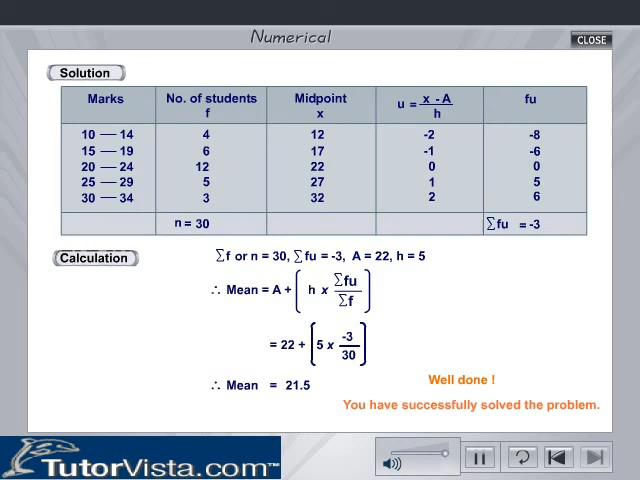 Numerical
CLOSE
Solution
Marks No. of students f Midpoint x u = x - A / h fu
10 — 14 4 12 -2 -8
15 — 19 6 17 -1 -6
20 — 24 12 22 0 0
25 — 29 5 27 1 5
30 — 34 3 32 2 6
n = 30 ∑fu = -3
Calculation
∑f or n = 30, ∑fu = -3, A = 22, h = 5
∴ Mean = A + ( h x ∑fu / ∑f )
= 22 + [ 5 x -3 / 30 ]
∴ Mean = 21.5
Well done !
You have successfully solved the problem.
TutorVista.com™